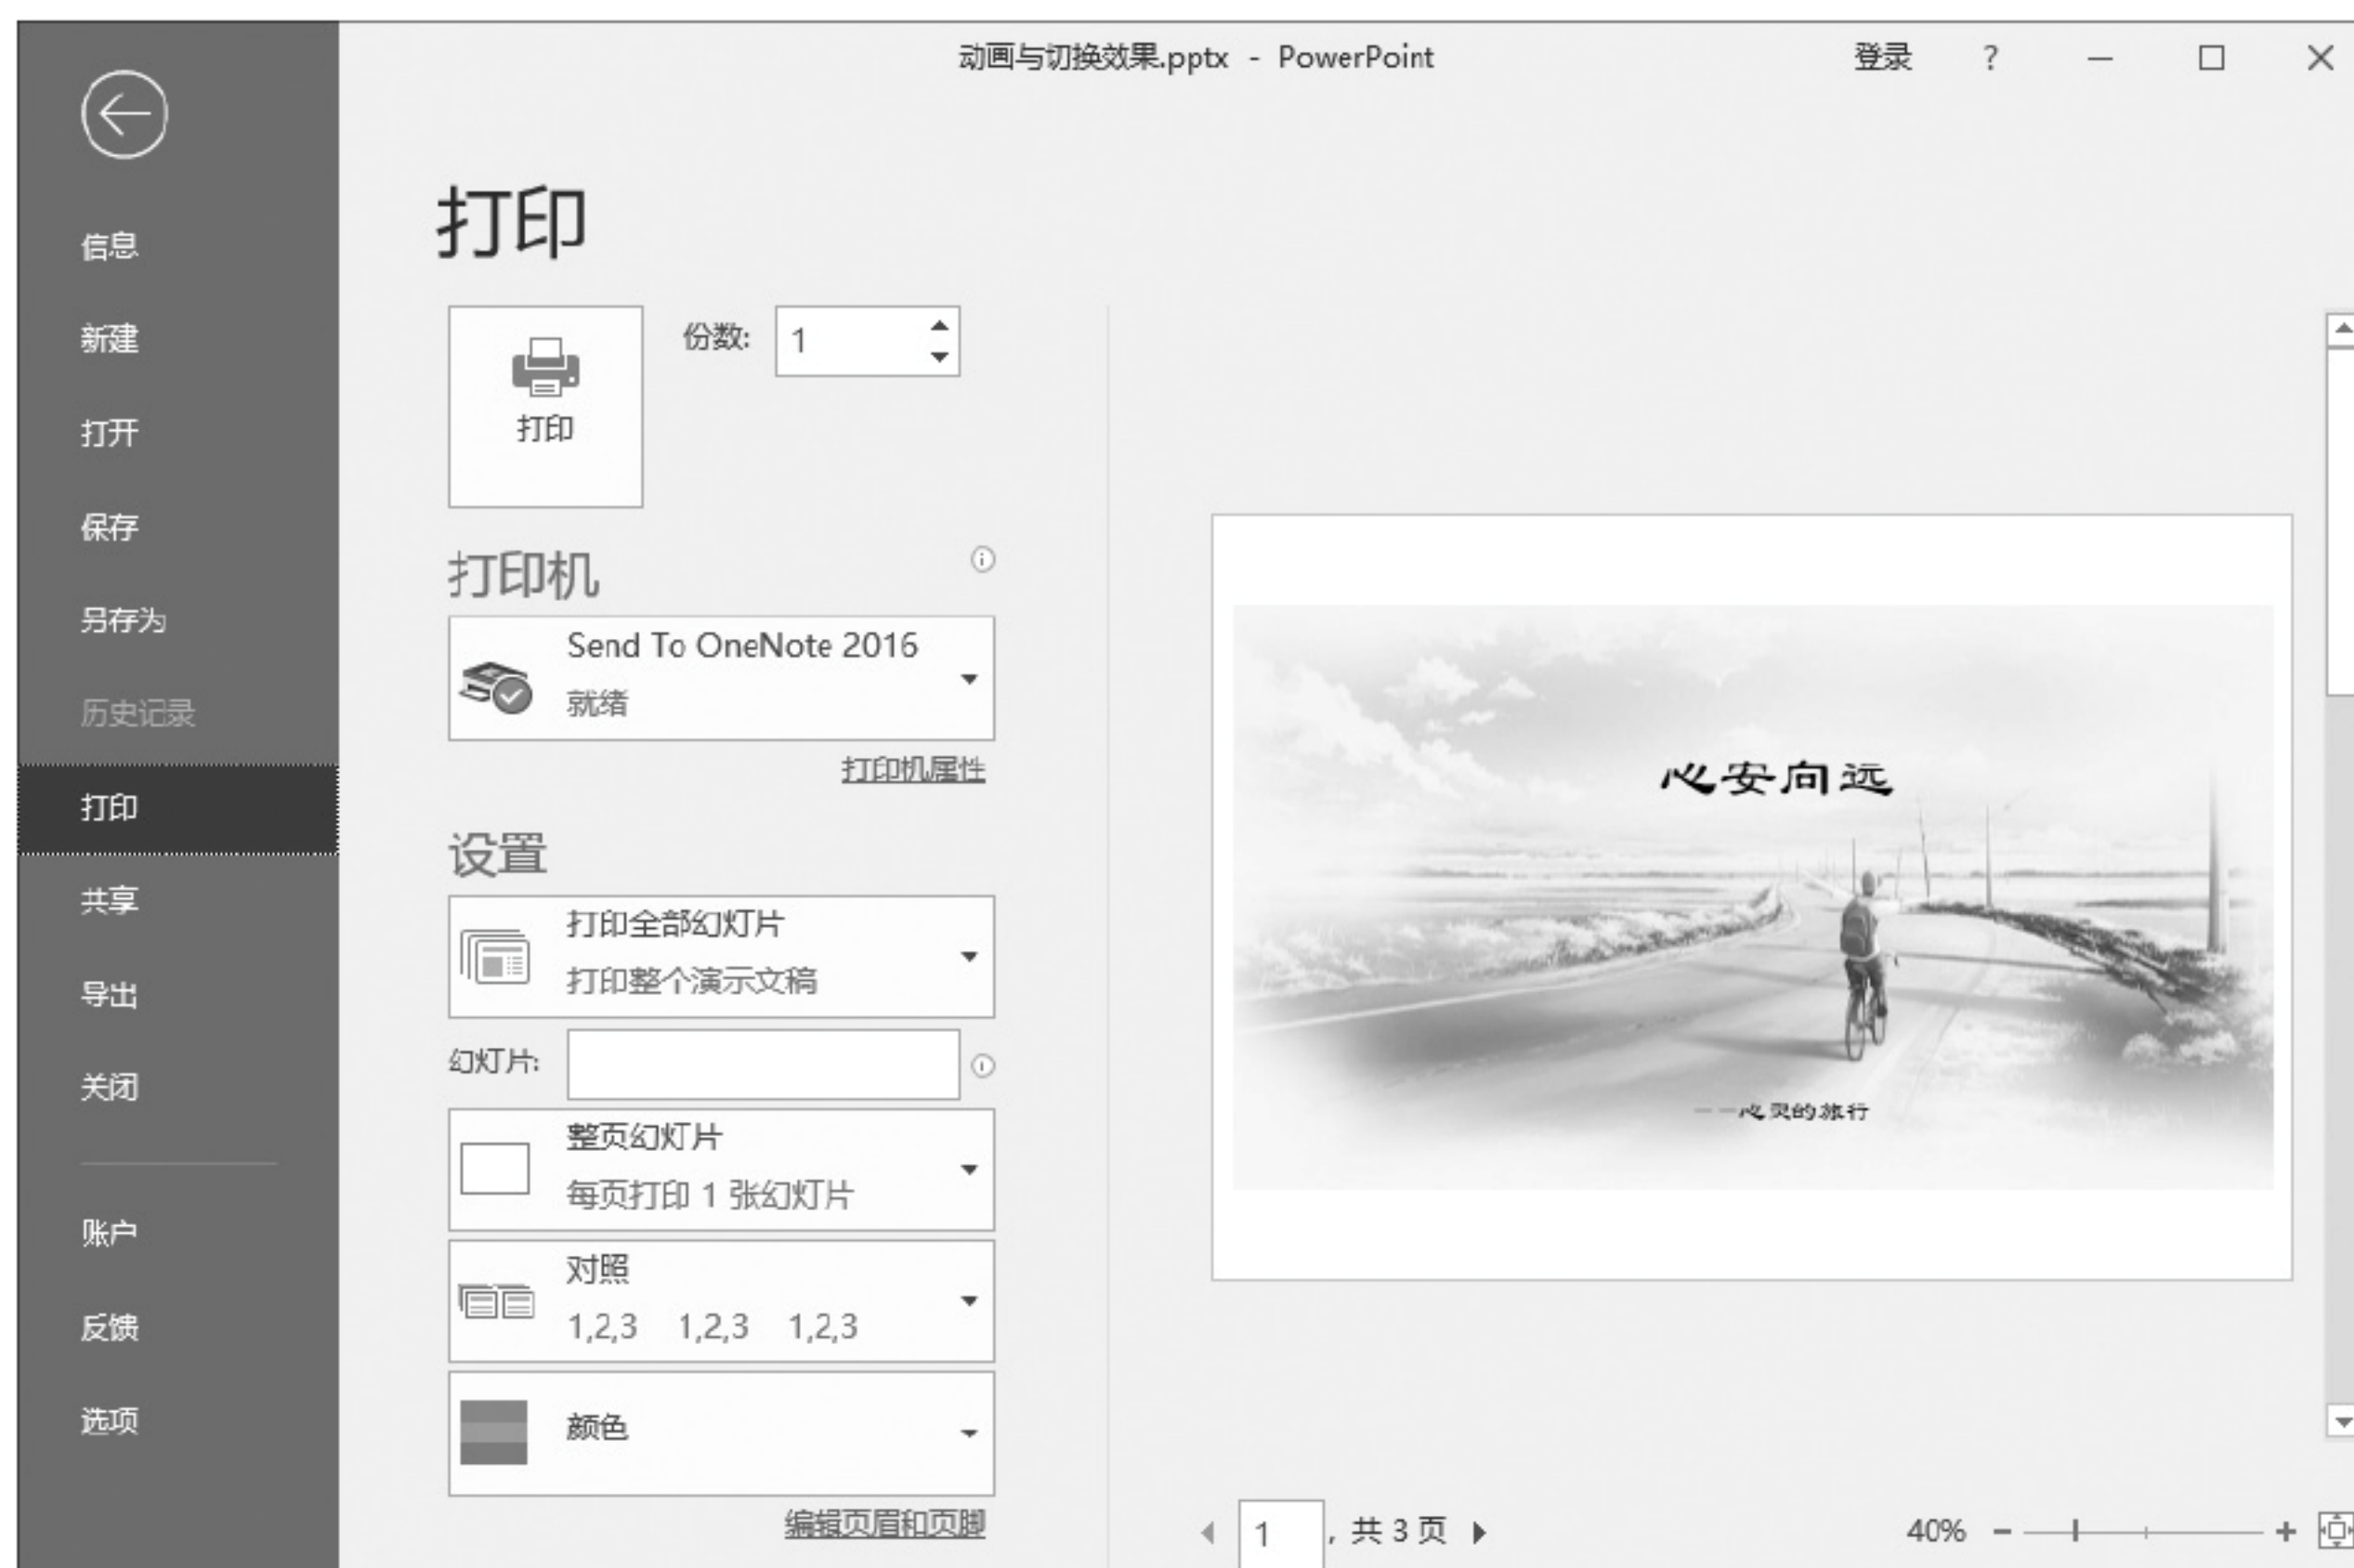 动画与切换效果.pptx - PowerPoint
登录 ?
信息
新建
打开
保存
另存为
历史记录
打印
共享
导出
关闭
账户
反馈
选项
打印
份数: 1
打印
打印机
Send To OneNote 2016
就绪
打印机属性
设置
打印全部幻灯片
打印整个演示文稿
幻灯片:
整页幻灯片
每页打印 1 张幻灯片
对照
1,2,3 1,2,3 1,2,3
颜色
编辑页眉和页脚
心安向远
——心灵的旅行
1 , 共 3 页
40%